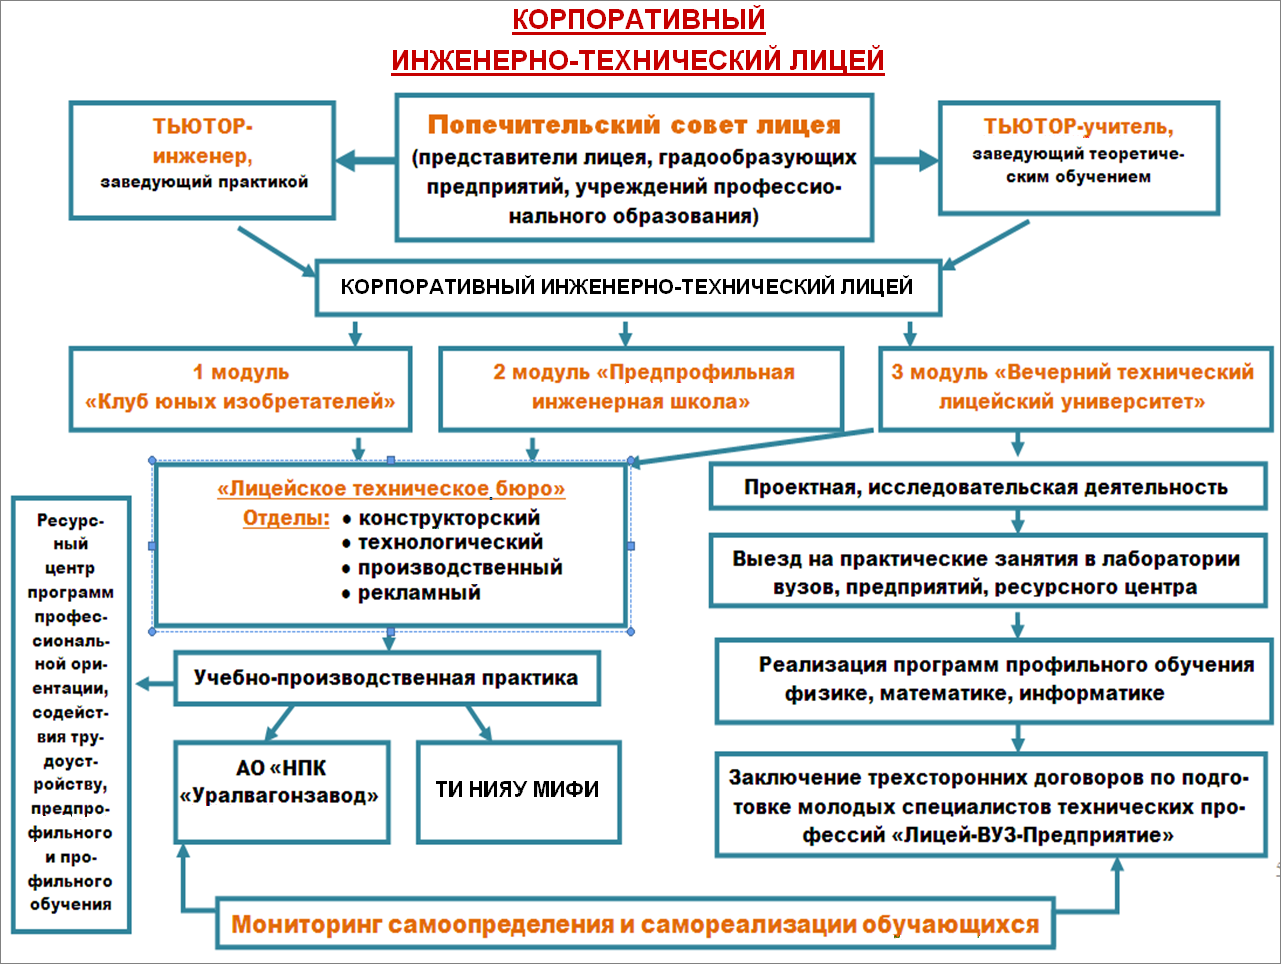 КОРПОРАТИВНЫЙ
ИНЖЕНЕРНО-ТЕХНИЧЕСКИЙ ЛИЦЕЙ
ТЬЮТОР-
инженер,
заведующий практикой
Попечительский совет лицея
(представители лицея, градообразующих
предприятий, учреждений профессио-
нального образования)
ТЬЮТОР-учитель,
заведующий теоретиче-
ским обучением
КОРПОРАТИВНЫЙ ИНЖЕНЕРНО-ТЕХНИЧЕСКИЙ ЛИЦЕЙ
1 модуль
«Клуб юных изобретателей»
2 модуль «Предпрофильная
инженерная школа»
3 модуль «Вечерний технический
лицейский университет»
«Лицейское техническое бюро»
Отделы: • конструкторский
• технологический
• производственный
• рекламный
Проектная, исследовательская деятельность
Выезд на практические занятия в лаборатории
вузов, предприятий, ресурсного центра
Реализация программ профильного обучения
физике, математике, информатике
Заключение трехсторонних договоров по подго-
товке молодых специалистов технических про-
фессий «Лицей-ВУЗ-Предприятие»
Ресурс-
ный
центр
программ
профес-
сиональ-
ной ори-
ентации,
содейст-
вия тру-
доуст-
ройству,
предпро-
фильного
и про-
фильного
обучения
Учебно-производственная практика
АО «НПК
«Уралвагонзавод»
ТИ НИЯУ МИФИ
Мониторинг самоопределения и самореализации обучающихся